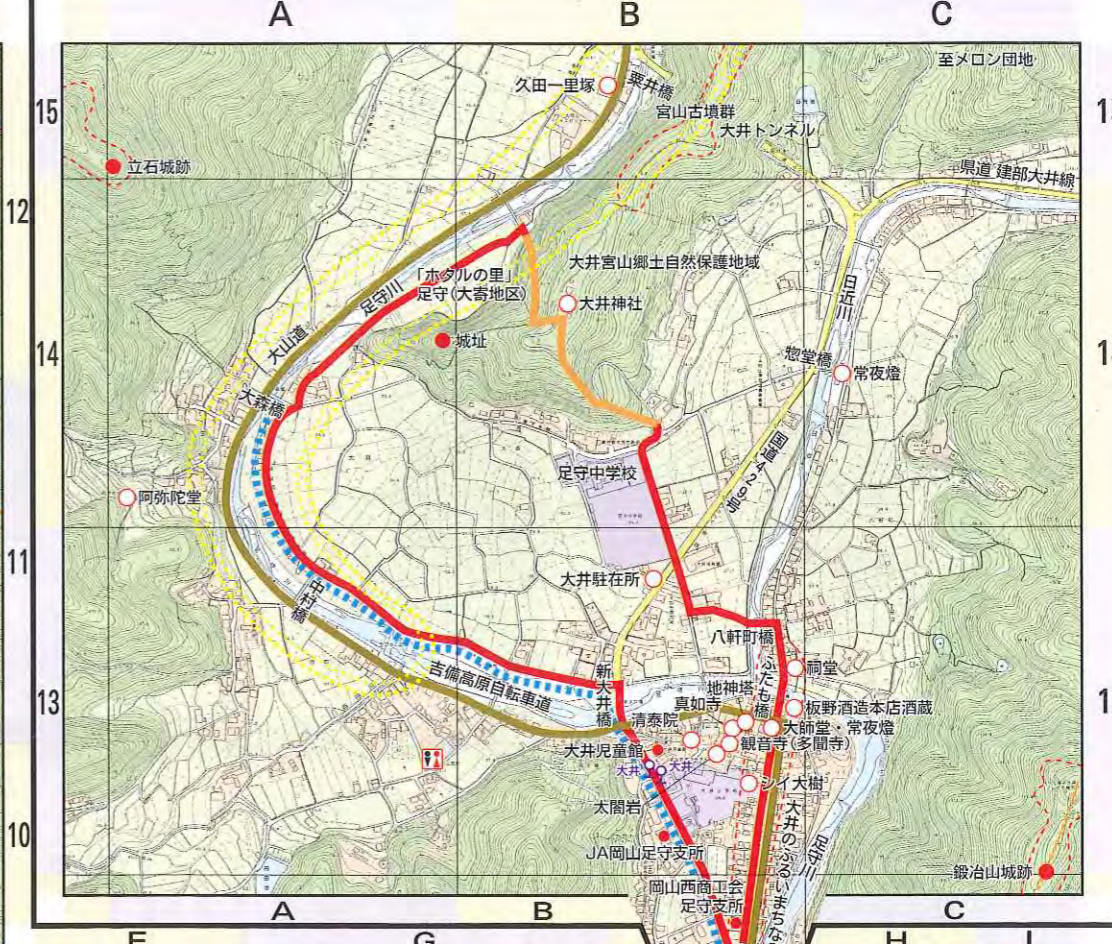 A
B
C
至メロン団地
久田一里塚
粟井橋
15
宮山古墳群
大井トンネル
立石城跡
県道 建部大井線
12
大井宮山郷土自然保護地域
「ホタルの里」
足守(大寄地区)
日近川
足守川
大井神社
大山道
城址
14
惣堂橋
常夜燈
大森橋
国道429号
足守中学校
阿弥陀堂
11
大井駐在所
中村橋
八軒町橋
祠堂
吉備高原自転車道
新大井橋
ふたも橋
地神塔
13
真如寺
板野酒造本店酒蔵
清泰院
大師堂・常夜燈
観音寺(多聞寺)
大井児童館
大井
大井
シイ大樹
太閤岩
10
大井のふるいまちな
足守川
JA岡山足守支所
鍛冶山城跡
岡山西商工会
足守支所
A
B
C
G
H